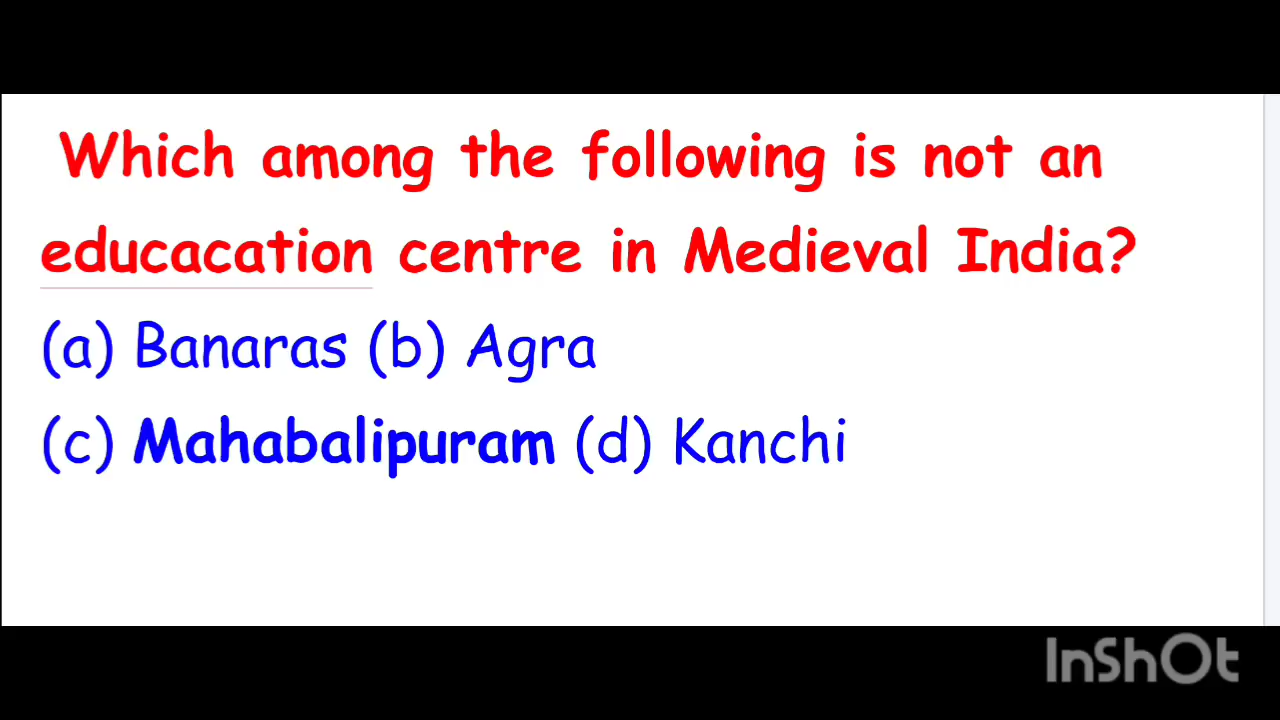 Which among the following is not an
educacation centre in Medieval India?
(a) Banaras (b) Agra
(c) Mahabalipuram (d) Kanchi
InShOt